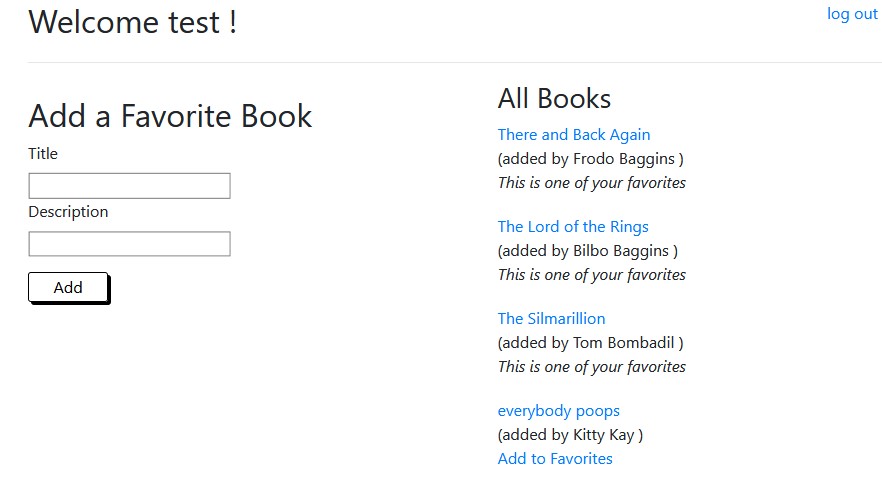 Welcome test !
log out
Add a Favorite Book
Title
Description
Add
All Books
There and Back Again
(added by Frodo Baggins )
This is one of your favorites
The Lord of the Rings
(added by Bilbo Baggins )
This is one of your favorites
The Silmarillion
(added by Tom Bombadil )
This is one of your favorites
everybody poops
(added by Kitty Kay )
Add to Favorites